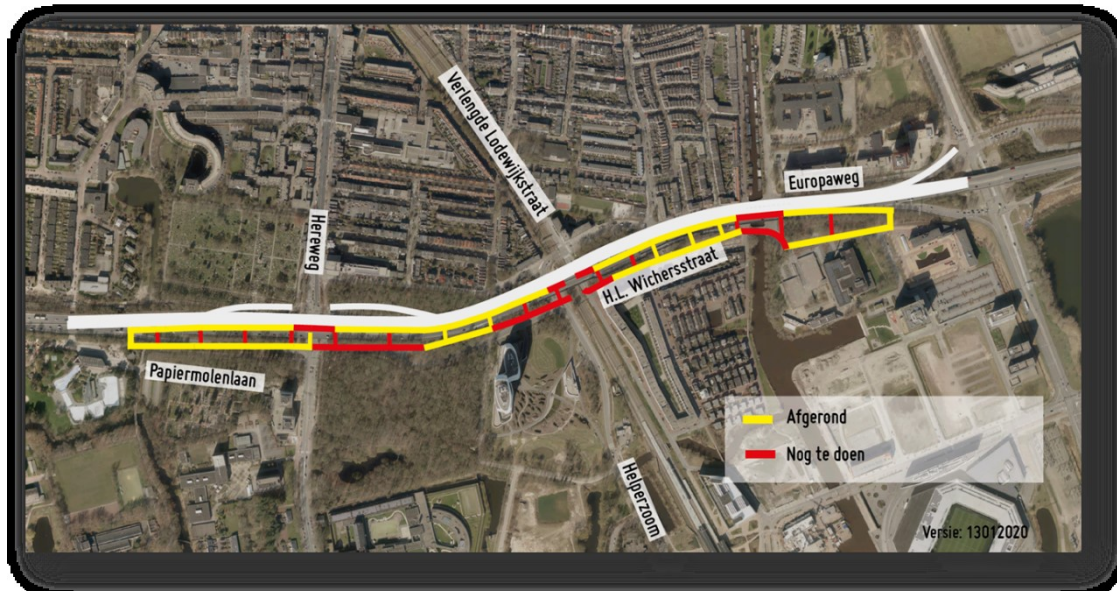 Verlengde Lodewijkstraat
Europaweg
Hereweg
H.L. Wichersstraat
Papiermolenlaan
Afgerond
Nog te doen
Helperzoom
Versie: 13012020